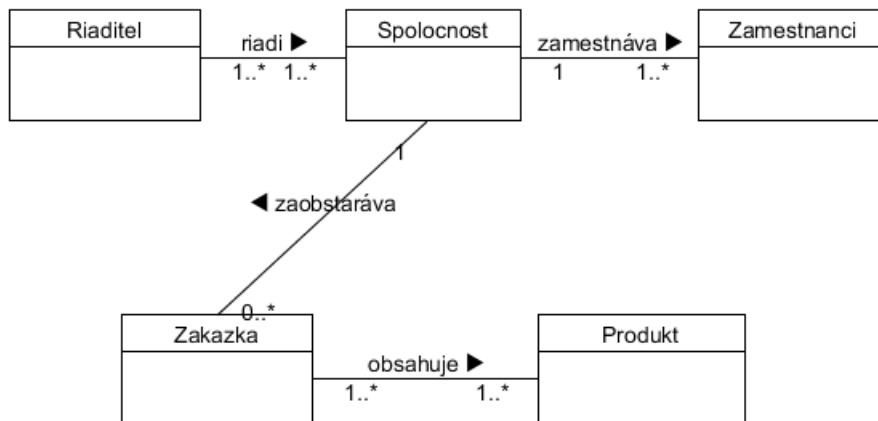 Riaditel
riadi ▶
1..* 1..*
Spolocnost
zamestnáva ▶
1 1..*
Zamestnanci
1
◀ zaobstaráva
0..*
Zakazka
obsahuje ▶
1..* 1..*
Produkt